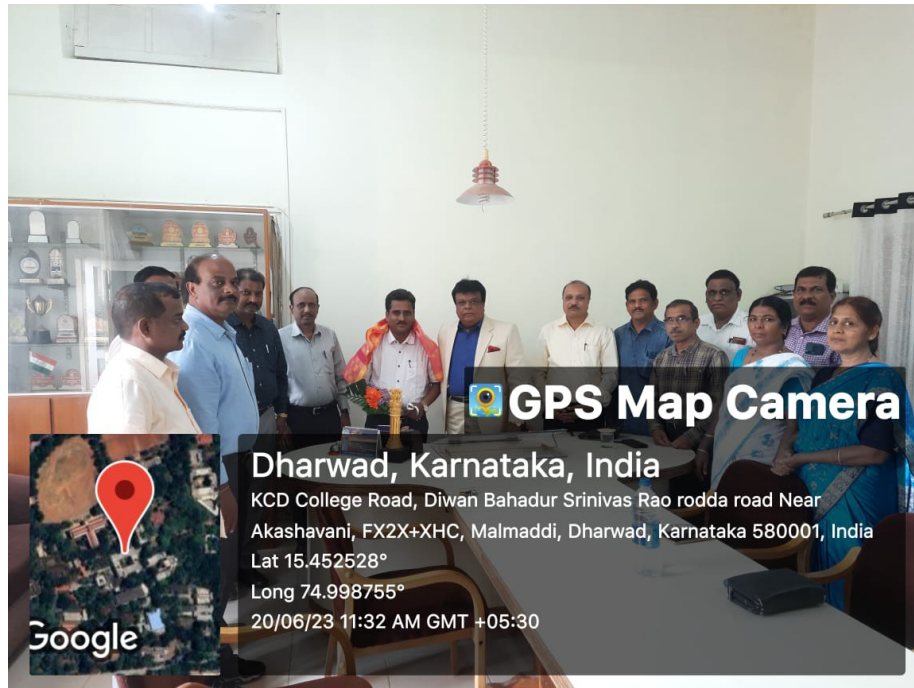 GPS Map Camera
Dharwad, Karnataka, India
KCD College Road, Diwan Bahadur Srinivas Rao rodda road Near
Akashavani, FX2X+XHC, Malmaddi, Dharwad, Karnataka 580001, India
Lat 15.452528°
Long 74.998755°
20/06/23 11:32 AM GMT +05:30
Google